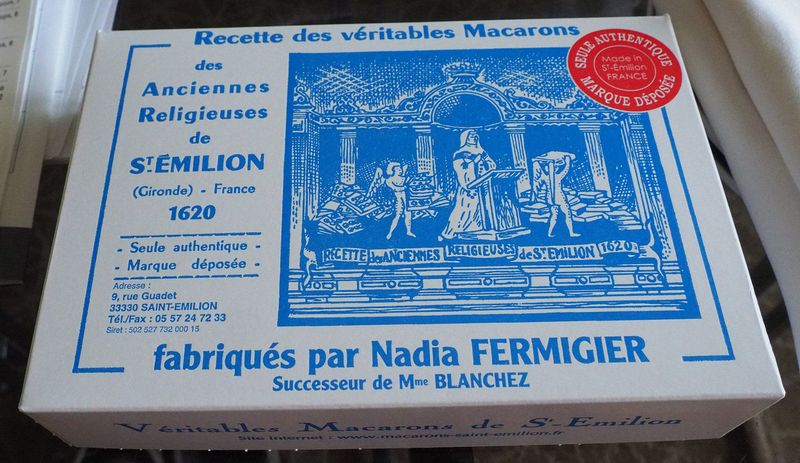 Recette des véritables Macarons
des
Anciennes
Religieuses
de
ST. ÉMILION
(Gironde) - France
1620
- Seule authentique -
- Marque déposée -
Adresse :
9, rue Guadet
33330 SAINT-EMILION
Tél./Fax : 05 57 24 72 33
Siret : 502 527 732 000 15
SEULE AUTHENTIQUE
Made in
St-Émilion
FRANCE
MARQUE DÉPOSÉE
RECETTE des ANCIENNES RELIGIEUSES de St EMILION 1620
fabriqués par Nadia FERMIGIER
Successeur de Mme BLANCHEZ
Véritables Macarons de St-Emilion
Site internet : www.macarons-saint-emilion.fr